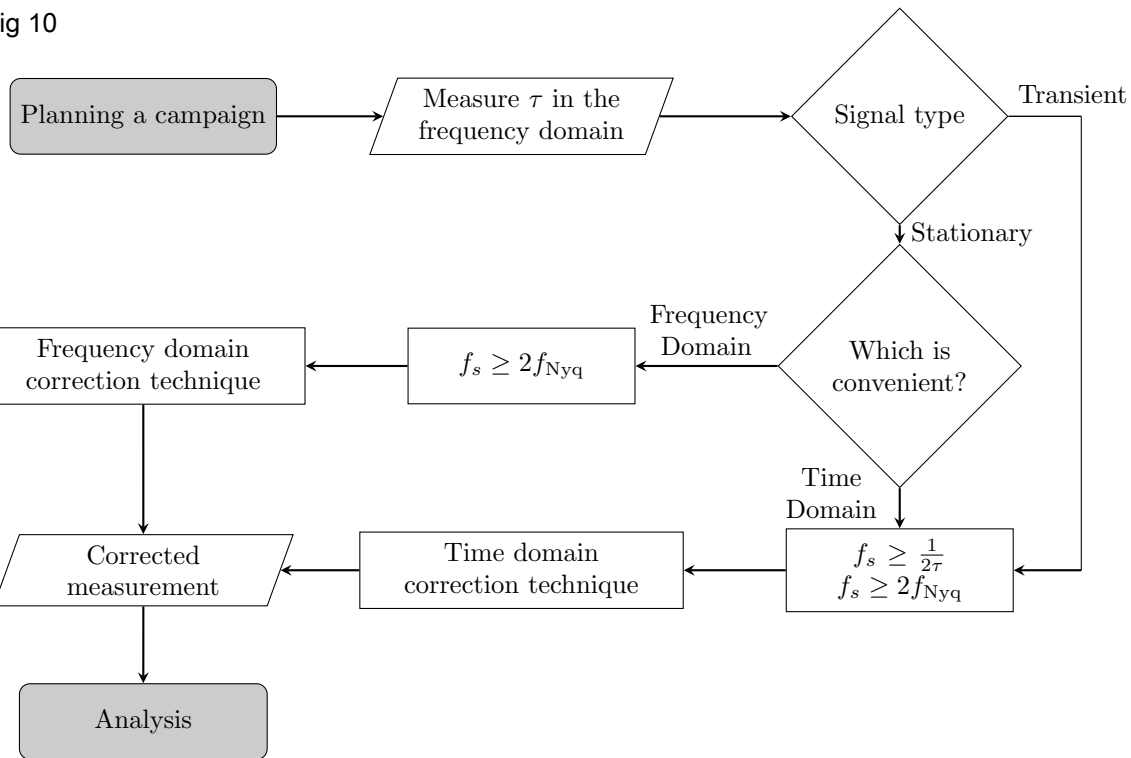 ig 10
Planning a campaign
Measure τ in the
frequency domain
Signal type
Transient
Stationary
Which is
convenient?
Frequency
Domain
f_s ≥ 2f_Nyq
Frequency domain
correction technique
Time
Domain
f_s ≥ 1/2τ
f_s ≥ 2f_Nyq
Time domain
correction technique
Corrected
measurement
Analysis